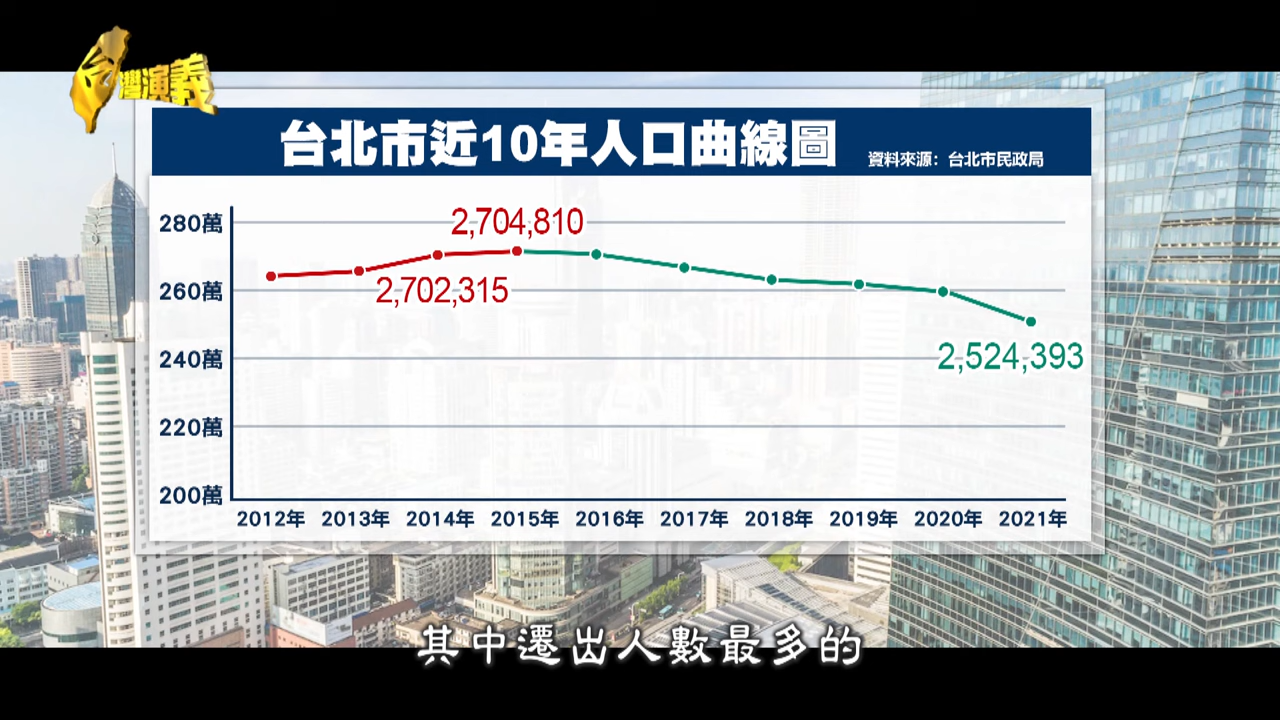 台灣演義
台北市近10年人口曲線圖
資料來源：台北市民政局
280萬
260萬
240萬
220萬
200萬
2,704,810
2,702,315
2,524,393
2012年 2013年 2014年 2015年 2016年 2017年 2018年 2019年 2020年 2021年
其中遷出人數最多的